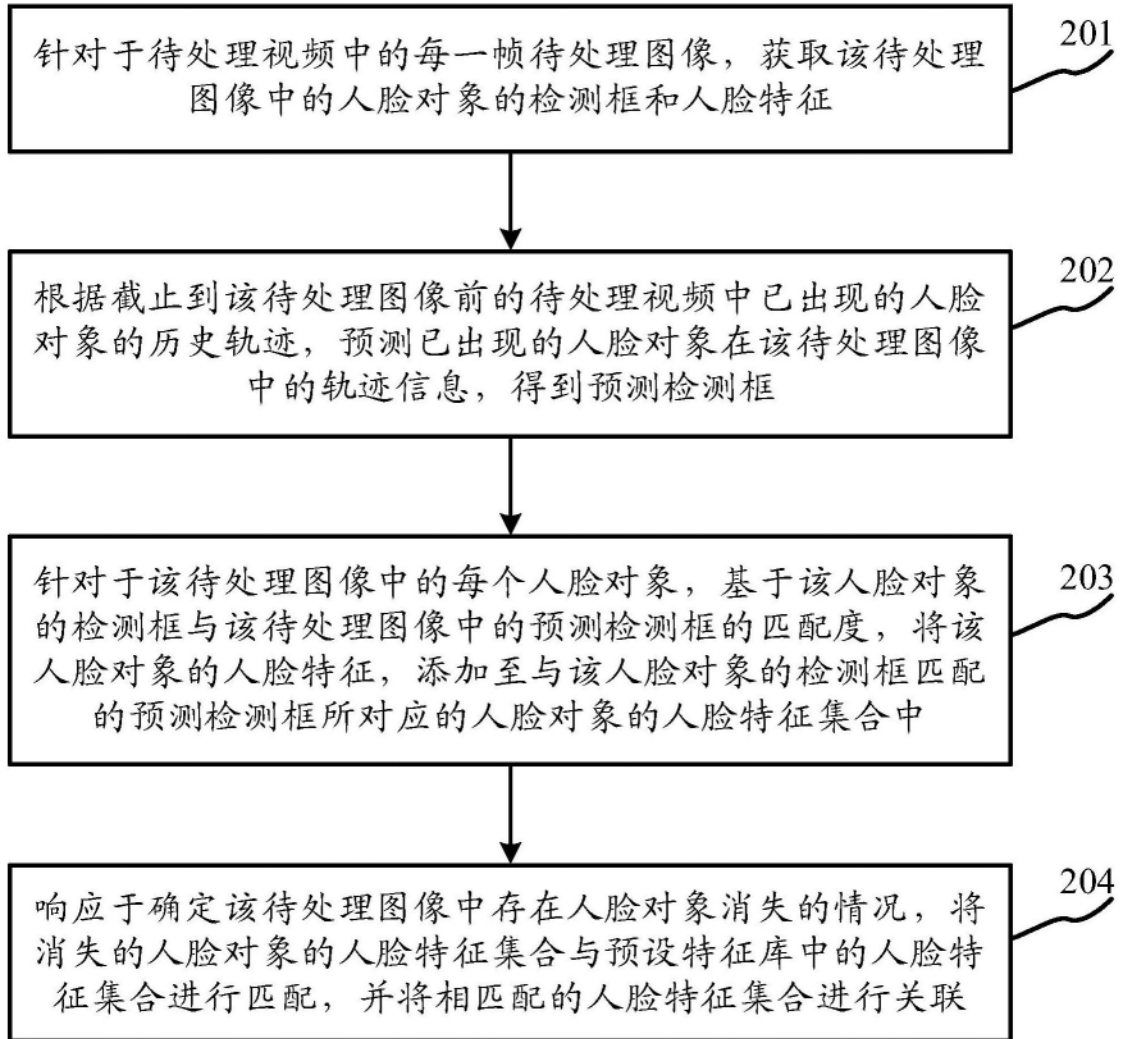 针对于待处理视频中的每一帧待处理图像，获取该待处理
图像中的人脸对象的检测框和人脸特征
201
根据截止到该待处理图像前的待处理视频中已出现的人脸
对象的历史轨迹，预测已出现的人脸对象在该待处理图像
中的轨迹信息，得到预测检测框
202
针对于该待处理图像中的每个人脸对象，基于该人脸对象
的检测框与该待处理图像中的预测检测框的匹配度，将该
人脸对象的人脸特征，添加至与该人脸对象的检测框匹配
的预测检测框所对应的人脸对象的人脸特征集合中
203
响应于确定该待处理图像中存在人脸对象消失的情况，将
消失的人脸对象的人脸特征集合与预设特征库中的人脸特
征集合进行匹配，并将相匹配的人脸特征集合进行关联
204